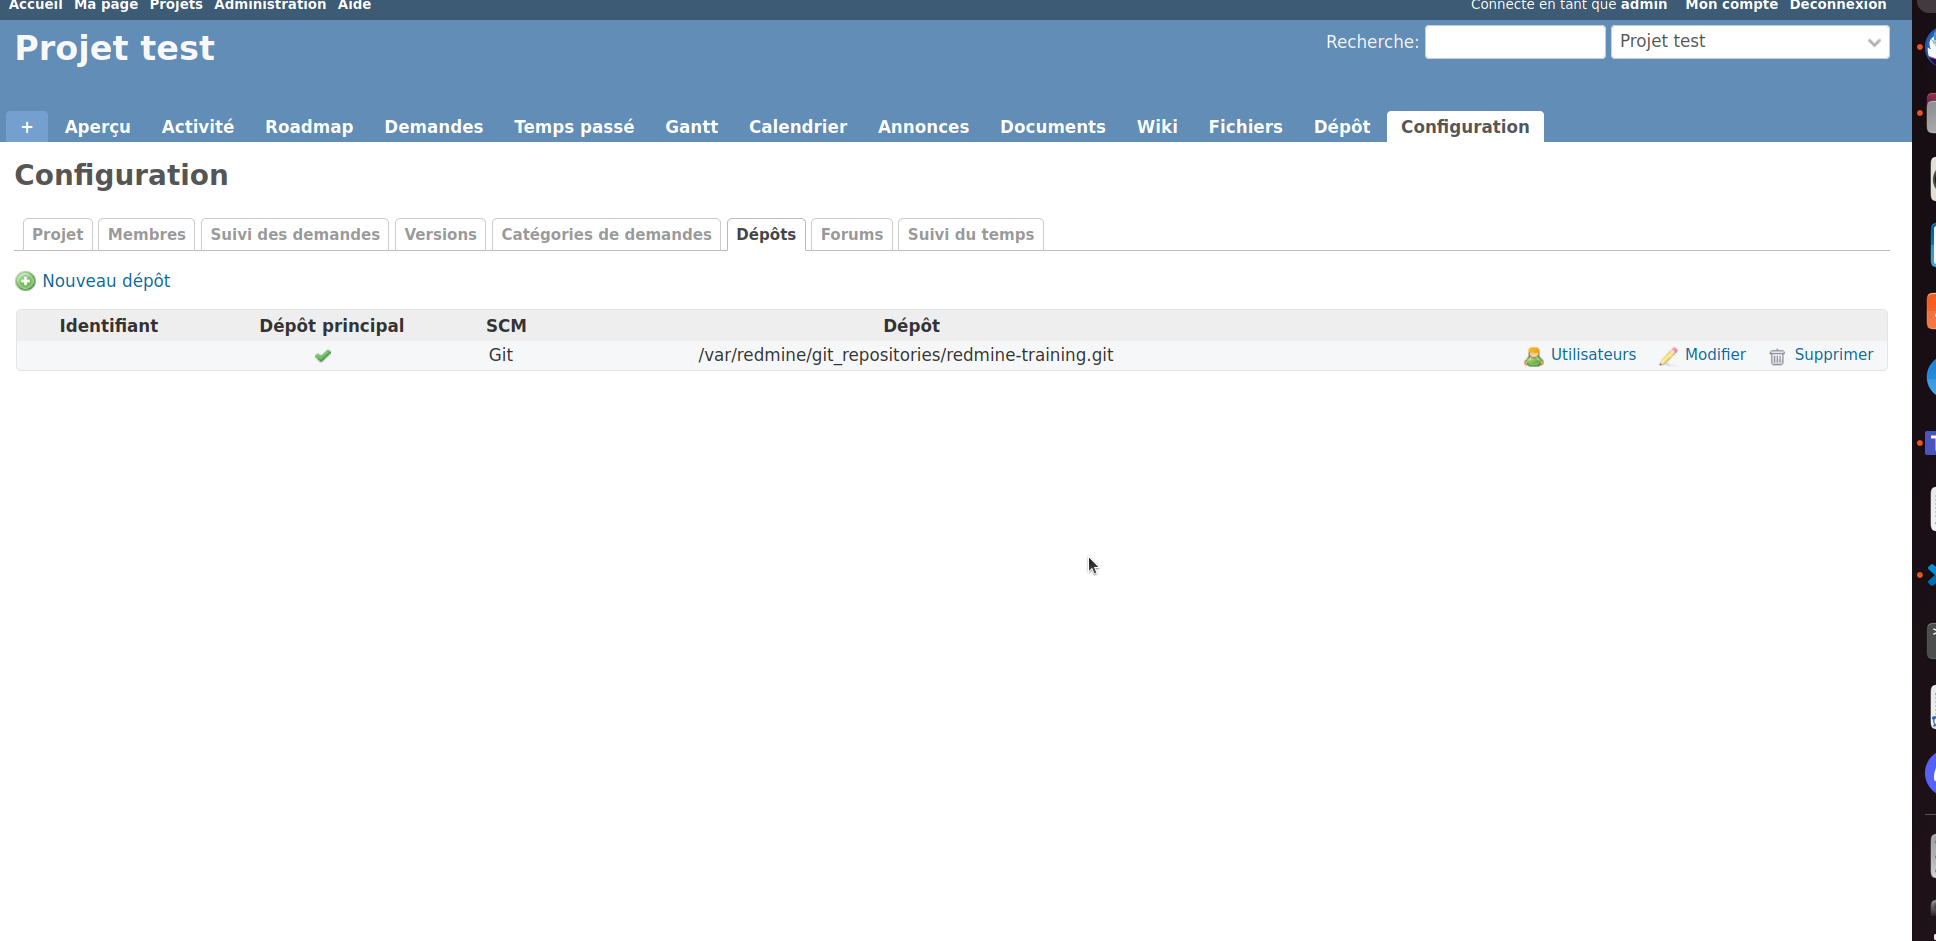 Accueil Ma page Projets Administration Aide Connecté en tant que admin Mon compte Déconnexion
Projet test Recherche: Projet test
+ Aperçu Activité Roadmap Demandes Temps passé Gantt Calendrier Annonces Documents Wiki Fichiers Dépôt Configuration
Configuration
Projet Membres Suivi des demandes Versions Catégories de demandes Dépôts Forums Suivi du temps
Nouveau dépôt
Identifiant Dépôt principal SCM Dépôt
Git /var/redmine/git_repositories/redmine-training.git Utilisateurs Modifier Supprimer